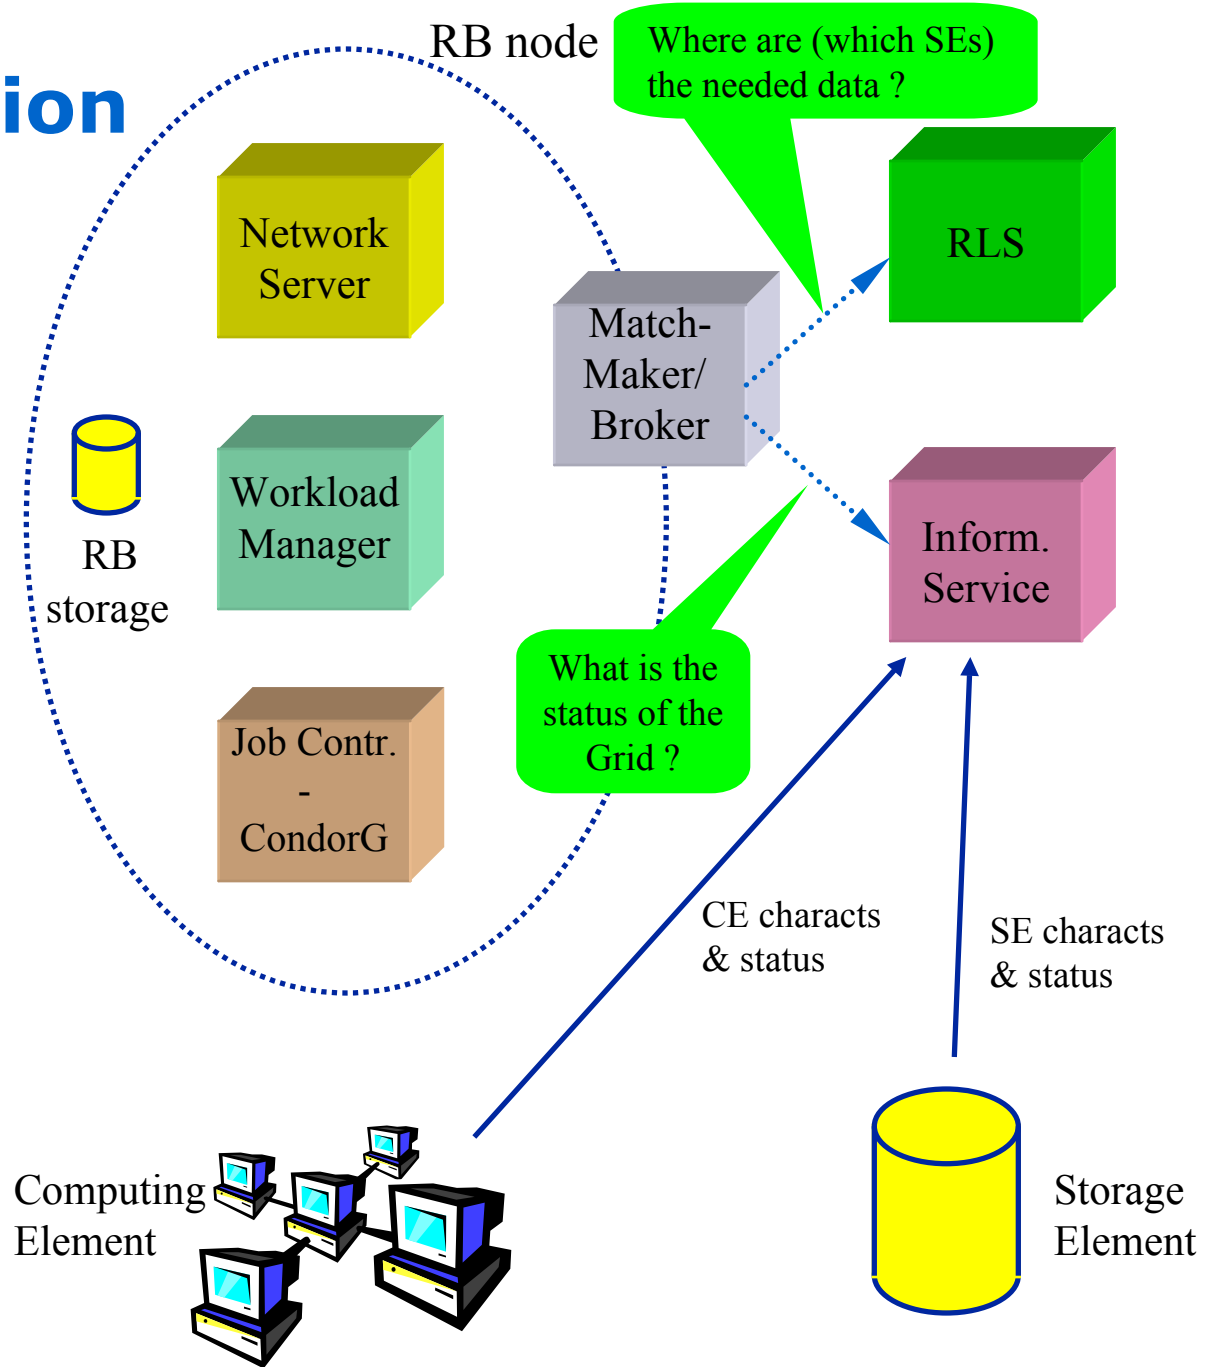 RB node
Where are (which SEs)
the needed data ?
ion
Network
Server
RLS
Match-
Maker/
Broker
Workload
Manager
RB
storage
Inform.
Service
What is the
status of the
Grid ?
Job Contr.
-
CondorG
CE characts
& status
SE characts
& status
Computing
Element
Storage
Element